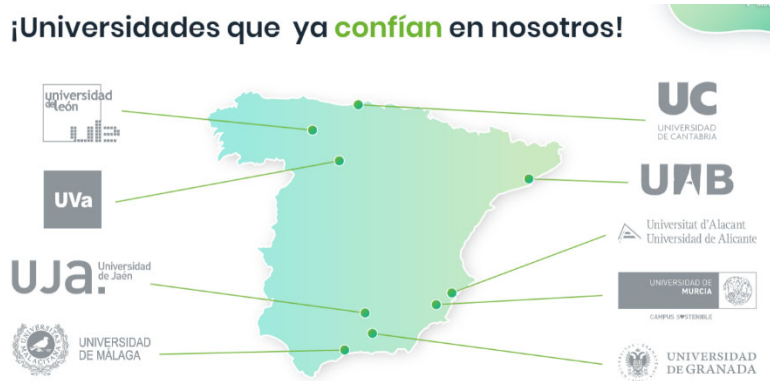 ¡Universidades que ya confían en nosotros!
universidad
de león
ule
UVa
UJa.
Universidad
de Jaén
UNIVERSIDAD
DE MÁLAGA
UC
UNIVERSIDAD
DE CANTABRIA
UAB
Universitat d'Alacant
Universidad de Alicante
UNIVERSIDAD DE
MURCIA
CAMPUS SOSTENIBLE
UNIVERSIDAD
DE GRANADA